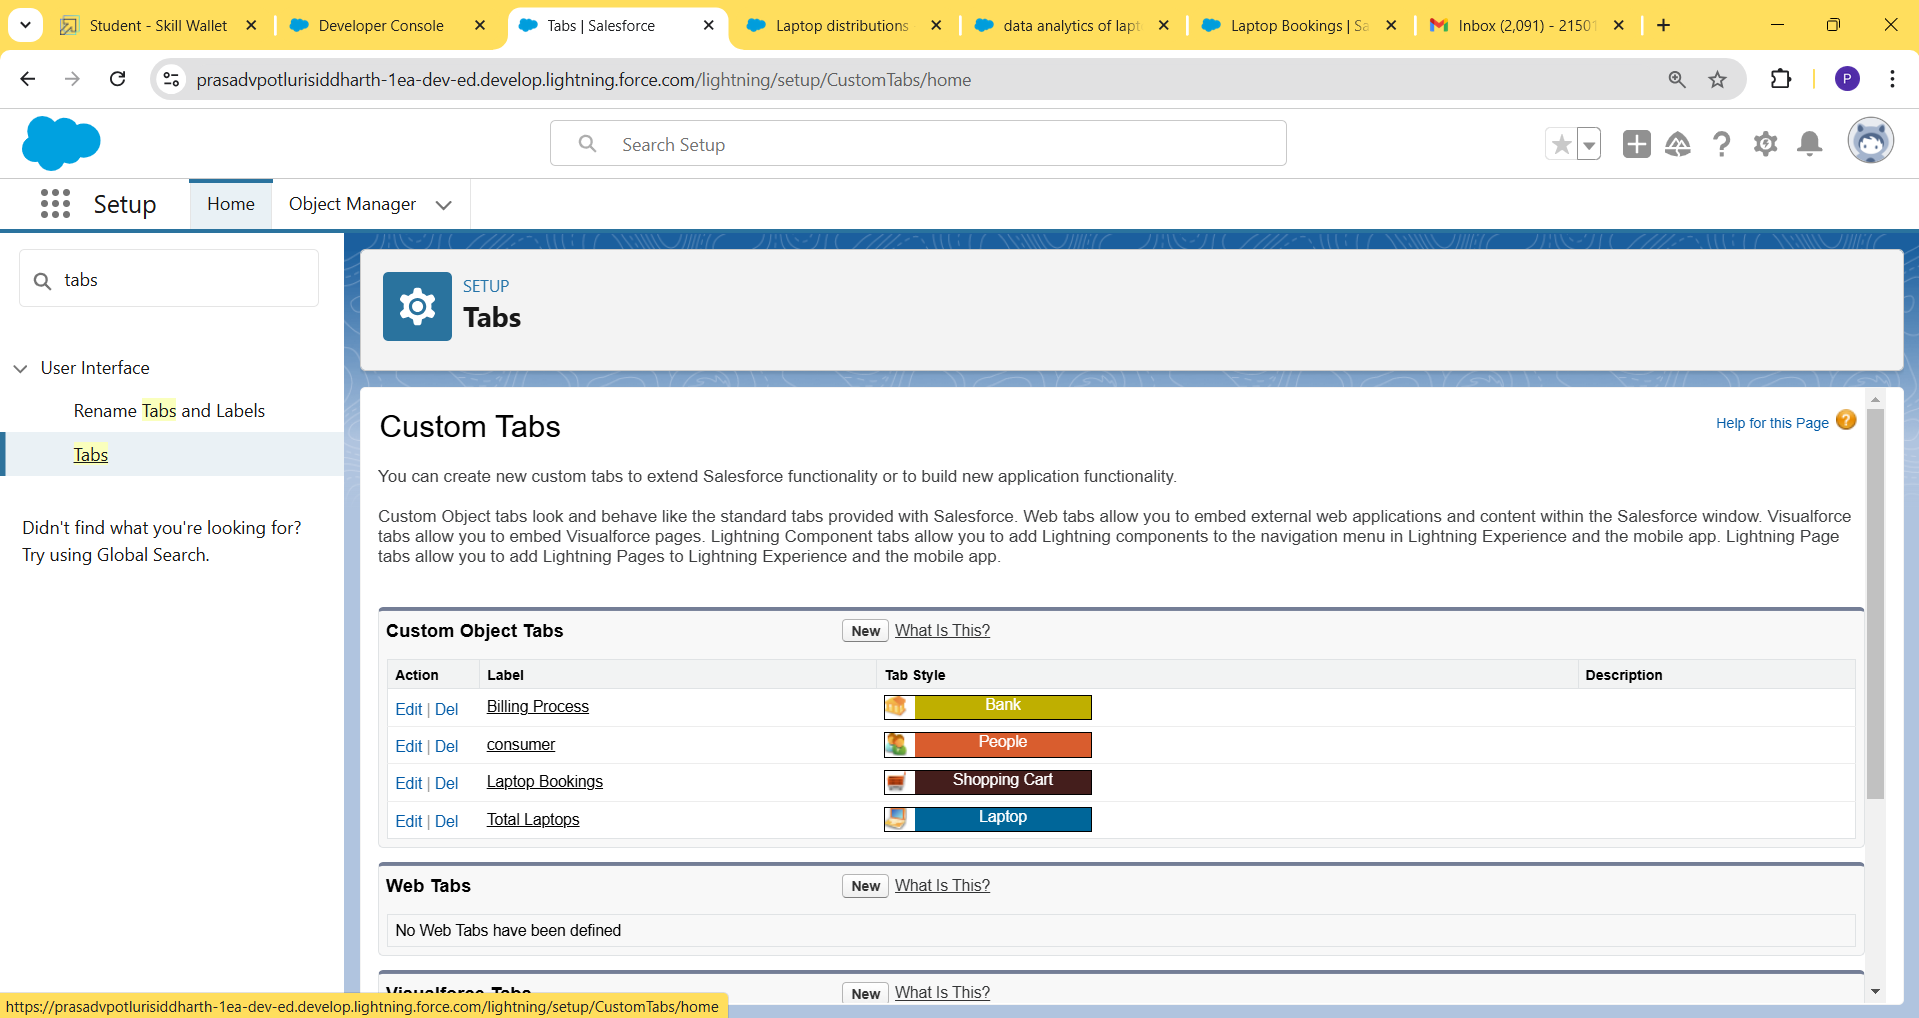 Student - Skill Wallet
Developer Console
Tabs | Salesforce
Laptop distributions
data analytics of lapt
Laptop Bookings | Sa
Inbox (2,091) - 21501
prasadvpotlurisiddharth-1ea-dev-ed.develop.lightning.force.com/lightning/setup/CustomTabs/home
P
Search Setup
Setup
Home
Object Manager
tabs
User Interface
Rename Tabs and Labels
Tabs
Didn't find what you're looking for?
Try using Global Search.
SETUP
Tabs
Custom Tabs
Help for this Page ?
You can create new custom tabs to extend Salesforce functionality or to build new application functionality.
Custom Object tabs look and behave like the standard tabs provided with Salesforce. Web tabs allow you to embed external web applications and content within the Salesforce window. Visualforce
tabs allow you to embed Visualforce pages. Lightning Component tabs allow you to add Lightning components to the navigation menu in Lightning Experience and the mobile app. Lightning Page
tabs allow you to add Lightning Pages to Lightning Experience and the mobile app.
Custom Object Tabs New What Is This?
Action Label Tab Style Description
Edit | Del Billing Process Bank
Edit | Del consumer People
Edit | Del Laptop Bookings Shopping Cart
Edit | Del Total Laptops Laptop
Web Tabs New What Is This?
No Web Tabs have been defined
Visualforce Tabs New What Is This?
https://prasadvpotlurisiddharth-1ea-dev-ed.develop.lightning.force.com/lightning/setup/CustomTabs/home